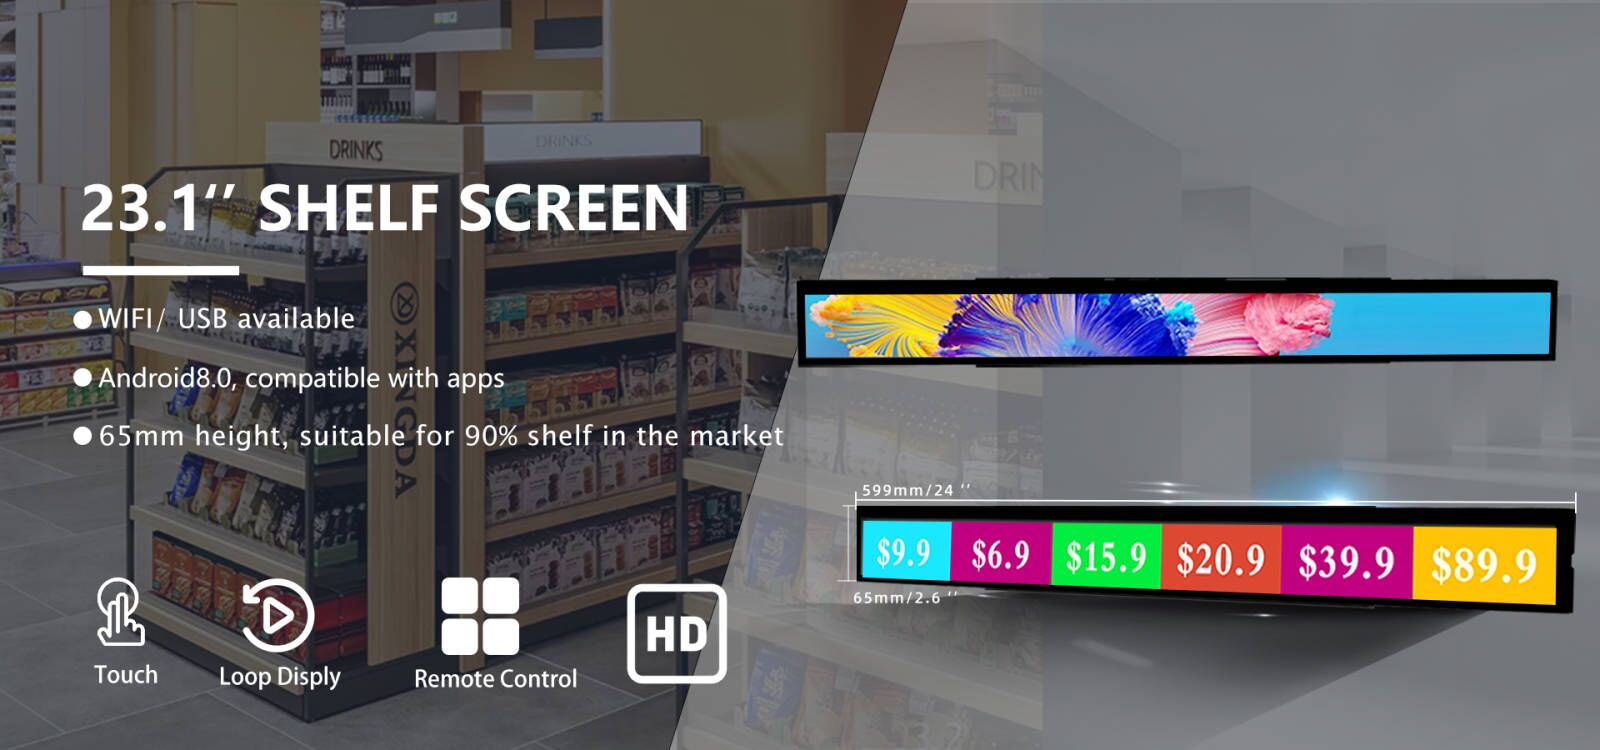 DRINKS
DRINKS
DRIN
23.1′′ SHELF SCREEN
XINGDA
● WIFI/ USB available
● Android8.0, compatible with apps
● 65mm height, suitable for 90% shelf in the market
599mm/24 ′′
$9.9 $6.9 $15.9 $20.9 $39.9 $89.9
65mm/2.6 ′′
HD
Touch
Loop Disply
Remote Control